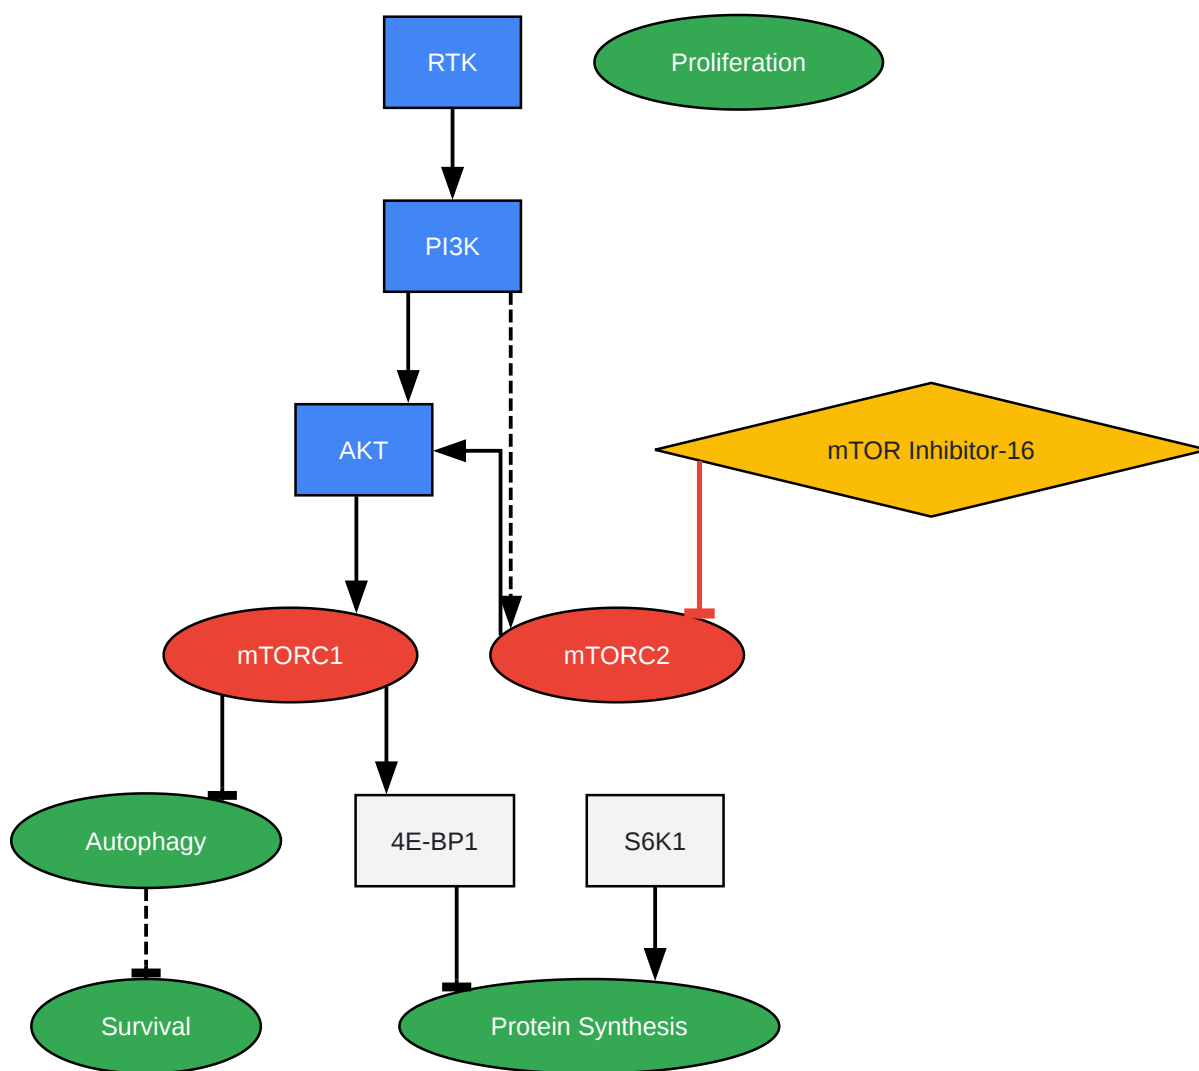 RTK
Proliferation
PI3K
AKT
mTOR Inhibitor-16
mTORC1
mTORC2
Autophagy
4E-BP1
S6K1
Survival
Protein Synthesis